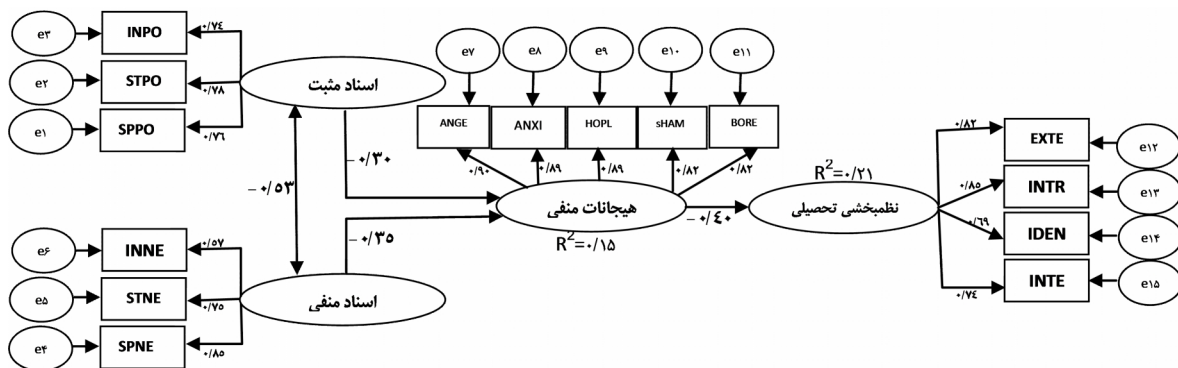 e۳
INPO
۰/۷۴
e۲
STPO
۰/۷۸
e۱
SPPO
۰/۷۶
اسناد مثبت
e۷
e۸
e۹
e۱۰
e۱۱
ANGE
ANXI
HOPL
sHAM
BORE
۰/۹۰
۰/۸۹
۰/۸۹
۰/۸۲
۰/۸۲
−۰/۳۰
−۰/۵۳
−۰/۳۵
هیجانات منفی
R²=۰/۱۵
−۰/٤۰
R²=۰/۲۱
نظمبخشی تحصیلی
۰/۸۲
EXTE
e۱۲
۰/۸۵
INTR
e۱۳
۰/۶۹
IDEN
e۱۴
۰/۷۴
INTE
e۱۵
e۶
INNE
۰/۵۷
e۵
STNE
۰/۷۵
e۴
SPNE
۰/۸۵
اسناد منفی